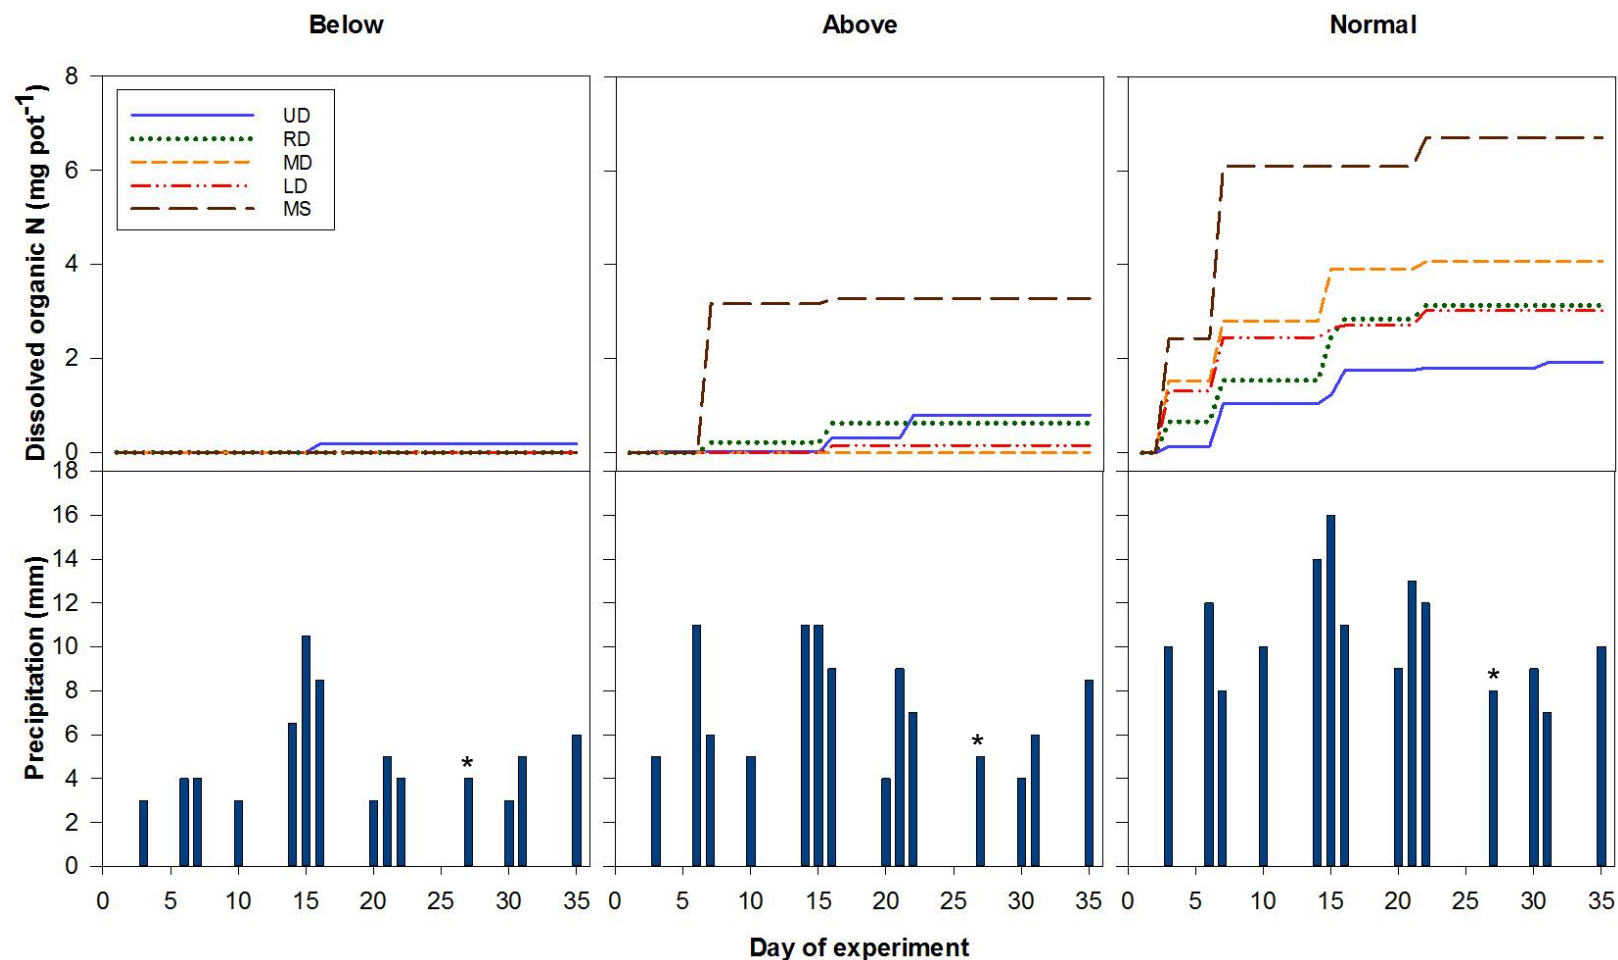 Below Above Normal
Dissolved organic N (mg pot⁻¹)
8
6
4
2
0
UD
RD
MD
LD
MS
Precipitation (mm)
18
16
14
12
10
8
6
4
2
0
*
*
*
0 5 10 15 20 25 30 35
0 5 10 15 20 25 30 35
0 5 10 15 20 25 30 35
Day of experiment